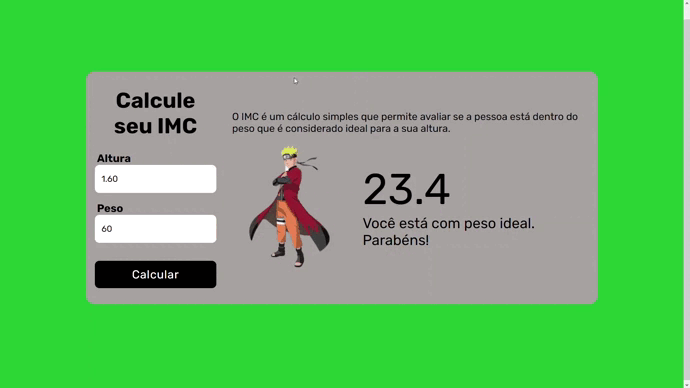 Calcule
seu IMC
Altura
1.60
Peso
60
Calcular
O IMC é um cálculo simples que permite avaliar se a pessoa está dentro do
peso que é considerado ideal para a sua altura.
23.4
Você está com peso ideal.
Parabéns!